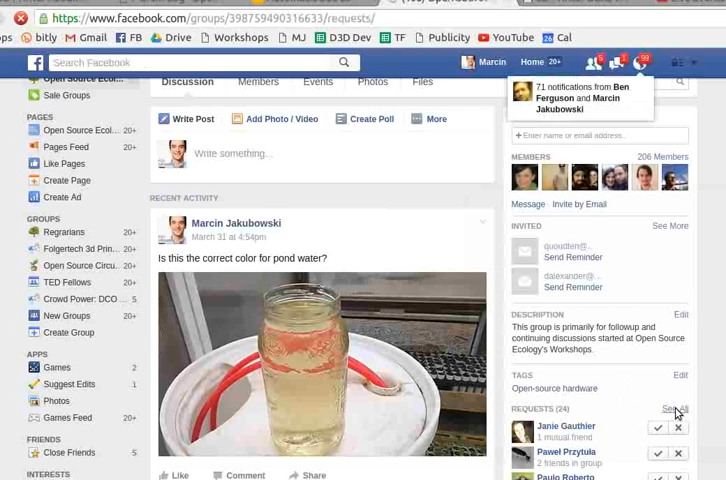 https://www.facebook.com/groups/398759490316633/requests/
bitly
Gmail
FB
Drive
Workshops
MJ
D3D Dev
TF
Publicity
YouTube
Cal
Search Facebook
Marcin
Home 20+
5
1
99
71 notifications from Ben
Ferguson and Marcin
Jakubowski
Sale Groups
PAGES
Open Source Ecol... 20+
Pages Feed 20+
Like Pages
Create Page
Create Ad
GROUPS
Regrarians 20+
Folgertech 3d Prin... 20+
Open Source Circu... 20+
TED Fellows 20+
Crowd Power: DCO ... 5
New Groups 20+
Create Group
APPS
Games 2
Suggest Edits 1
Photos
Games Feed 20+
FRIENDS
Close Friends 5
INTERESTS
Discussion
Members
Events
Photos
Files
Write Post
Add Photo / Video
Create Poll
More
Write something...
RECENT ACTIVITY
Marcin Jakubowski
March 31 at 4:54pm
Is this the correct color for pond water?
Like
Comment
Share
+ Enter name or email address...
MEMBERS
206 Members
Message · Invite by Email
INVITED
See More
quoudten@...
Send Reminder
dalexander@...
Send Reminder
DESCRIPTION
Edit
This group is primarily for followup and
continuing discussions started at Open Source
Ecology's Workshops.
TAGS
Edit
Open-source hardware
REQUESTS (24)
See All
Janie Gauthier
1 mutual friend
Paweł Przytuła
2 friends in group
Paulo Roberto